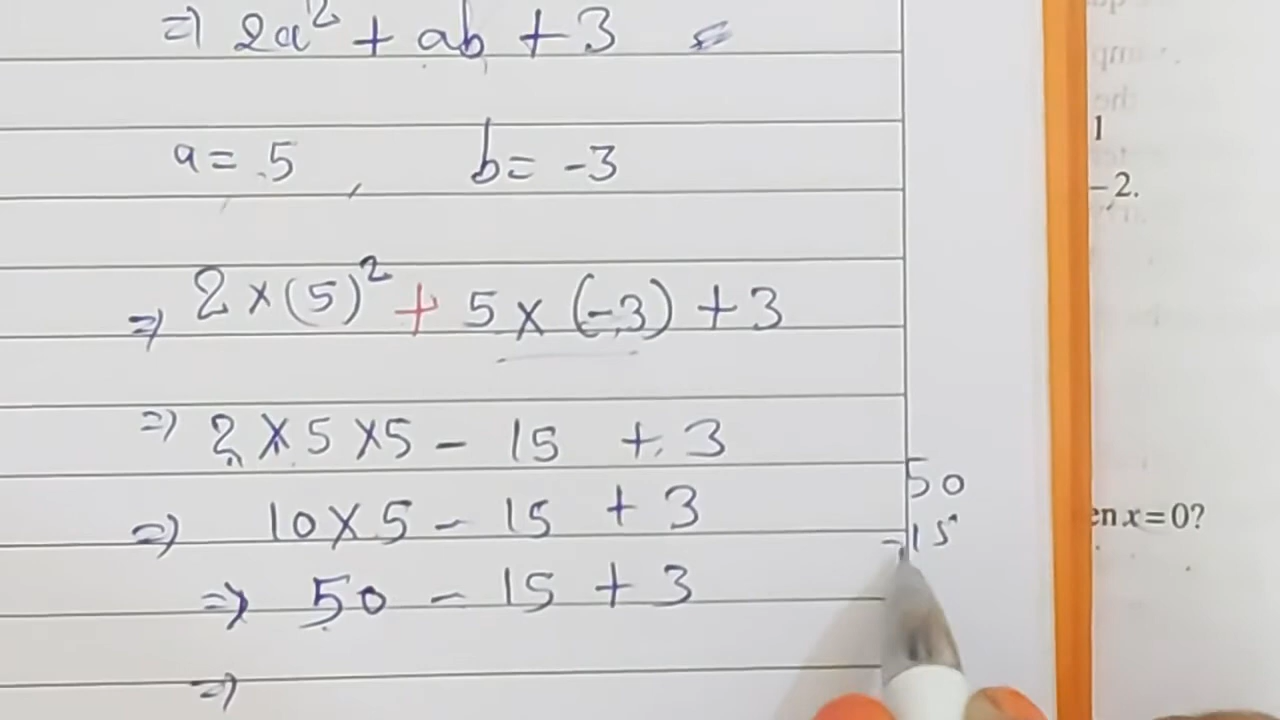 =) 2a² + ab + 3
a = 5, b = -3
=) 2 × (5)² + 5 × (-3) + 3
=) 2 × 5 × 5 - 15 + 3
=) 10 × 5 - 15 + 3
=) 50 - 15 + 3
=)
50
-15
1
-2.
en x=0?